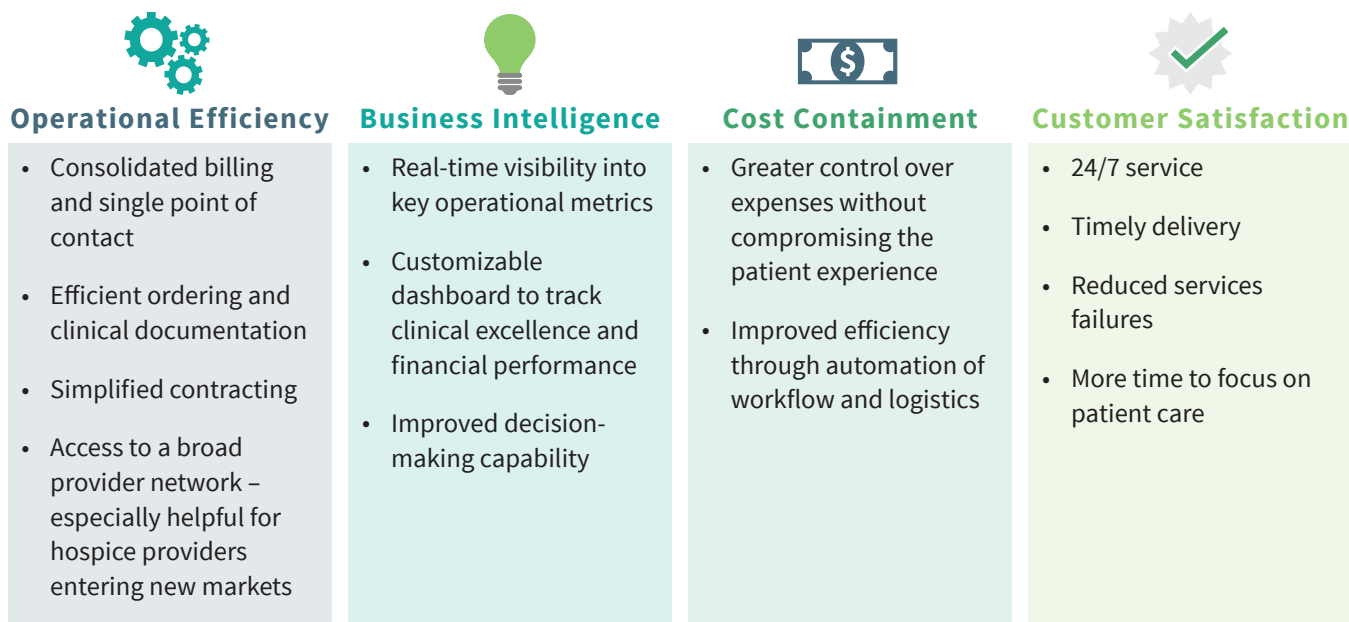 Operational Efficiency
• Consolidated billing
and single point of
contact
• Efficient ordering and
clinical documentation
• Simplified contracting
• Access to a broad
provider network –
especially helpful for
hospice providers
entering new markets
Business Intelligence
• Real-time visibility into
key operational metrics
• Customizable
dashboard to track
clinical excellence and
financial performance
• Improved decision-
making capability
$
Cost Containment
• Greater control over
expenses without
compromising the
patient experience
• Improved efficiency
through automation of
workflow and logistics
Customer Satisfaction
• 24/7 service
• Timely delivery
• Reduced services
failures
• More time to focus on
patient care